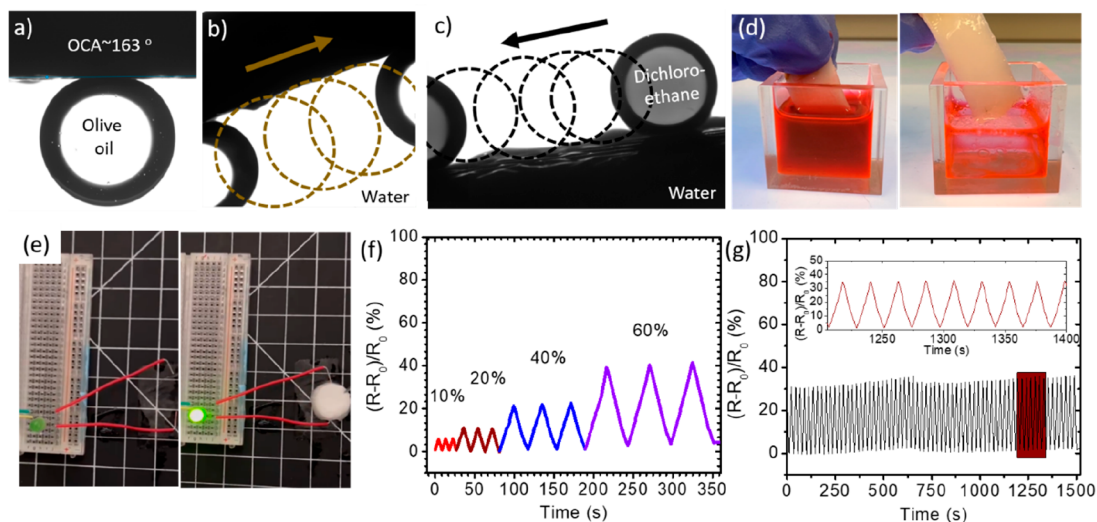 a)
OCA~163 °
Olive
oil
b)
Water
c)
Dichloro-
ethane
Water
(d)
(e)
(f)
100
80
60
40
20
0
(R-R0)/R0 (%)
10%
20%
40%
60%
0 50 100 150 200 250 300 350
Time (s)
(g)
100
80
60
40
20
0
(R-R0)/R0 (%)
50
40
30
20
10
0
(R-R0)/R0 (%)
1250 1300 1350 1400
Time (s)
0 250 500 750 1000 1250 1500
Time (s)